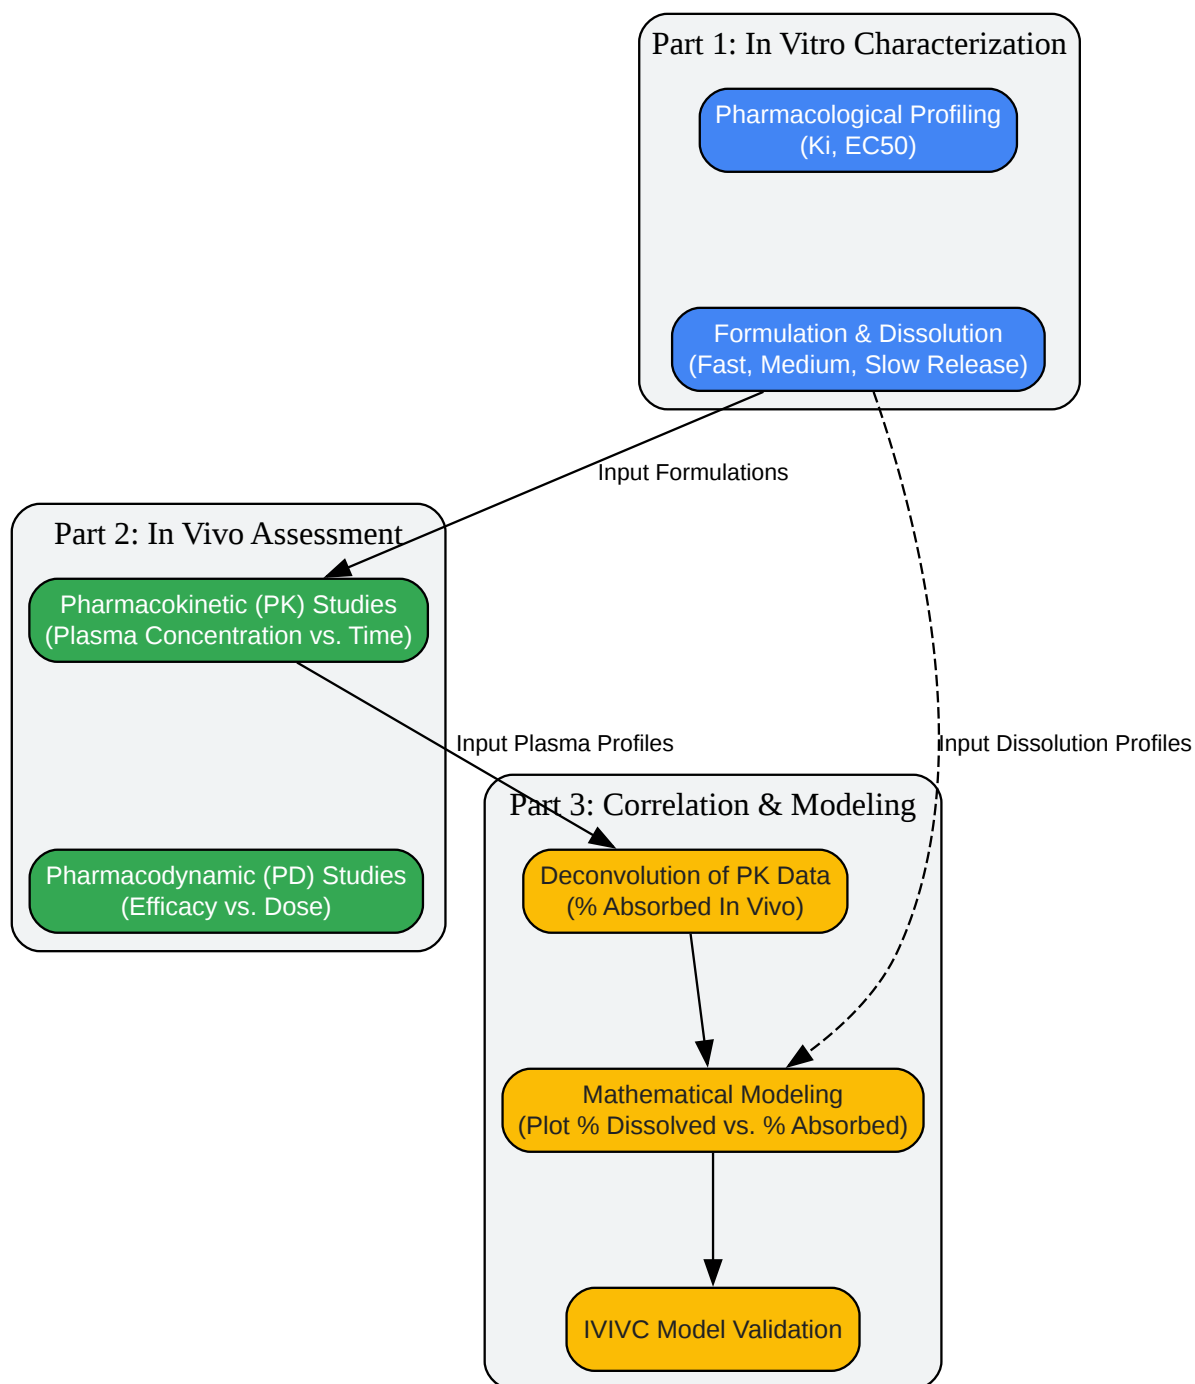 Part 1: In Vitro Characterization
Pharmacological Profiling
(Ki, EC50)
Formulation & Dissolution
(Fast, Medium, Slow Release)
Input Formulations
Part 2: In Vivo Assessment
Pharmacokinetic (PK) Studies
(Plasma Concentration vs. Time)
Input Plasma Profiles
Input Dissolution Profiles
Pharmacodynamic (PD) Studies
(Efficacy vs. Dose)
Part 3: Correlation & Modeling
Deconvolution of PK Data
(% Absorbed In Vivo)
Mathematical Modeling
(Plot % Dissolved vs. % Absorbed)
IVIVC Model Validation